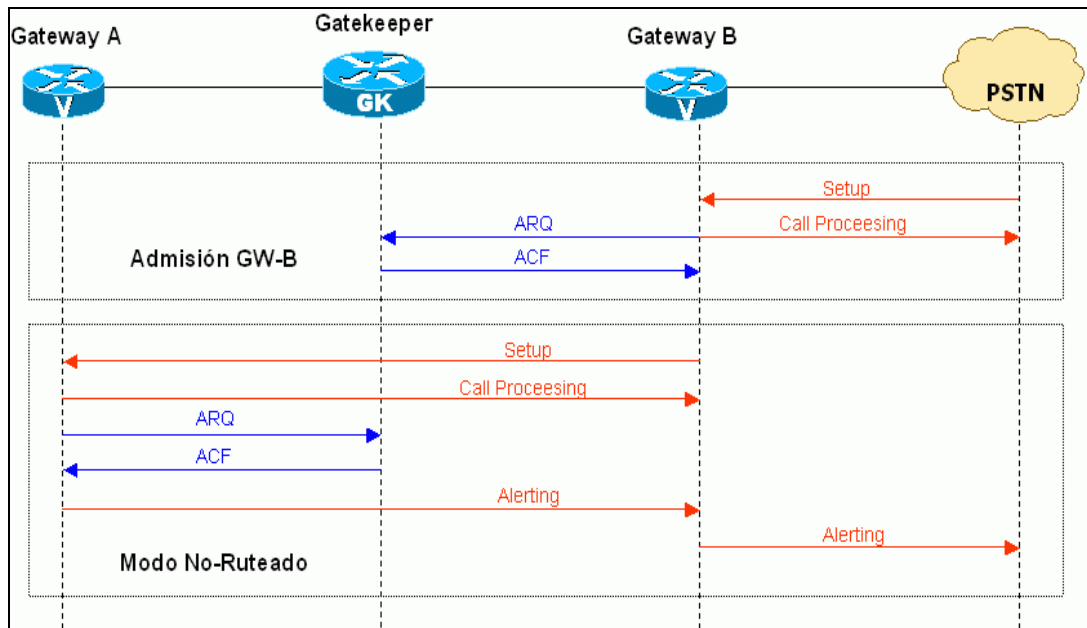 Gateway A
Gatekeeper
Gateway B
V
GK
V
PSTN
Setup
ARQ
Call Proceesing
ACF
Admisión GW-B
Setup
Call Proceesing
ARQ
ACF
Alerting
Alerting
Modo No-Ruteado